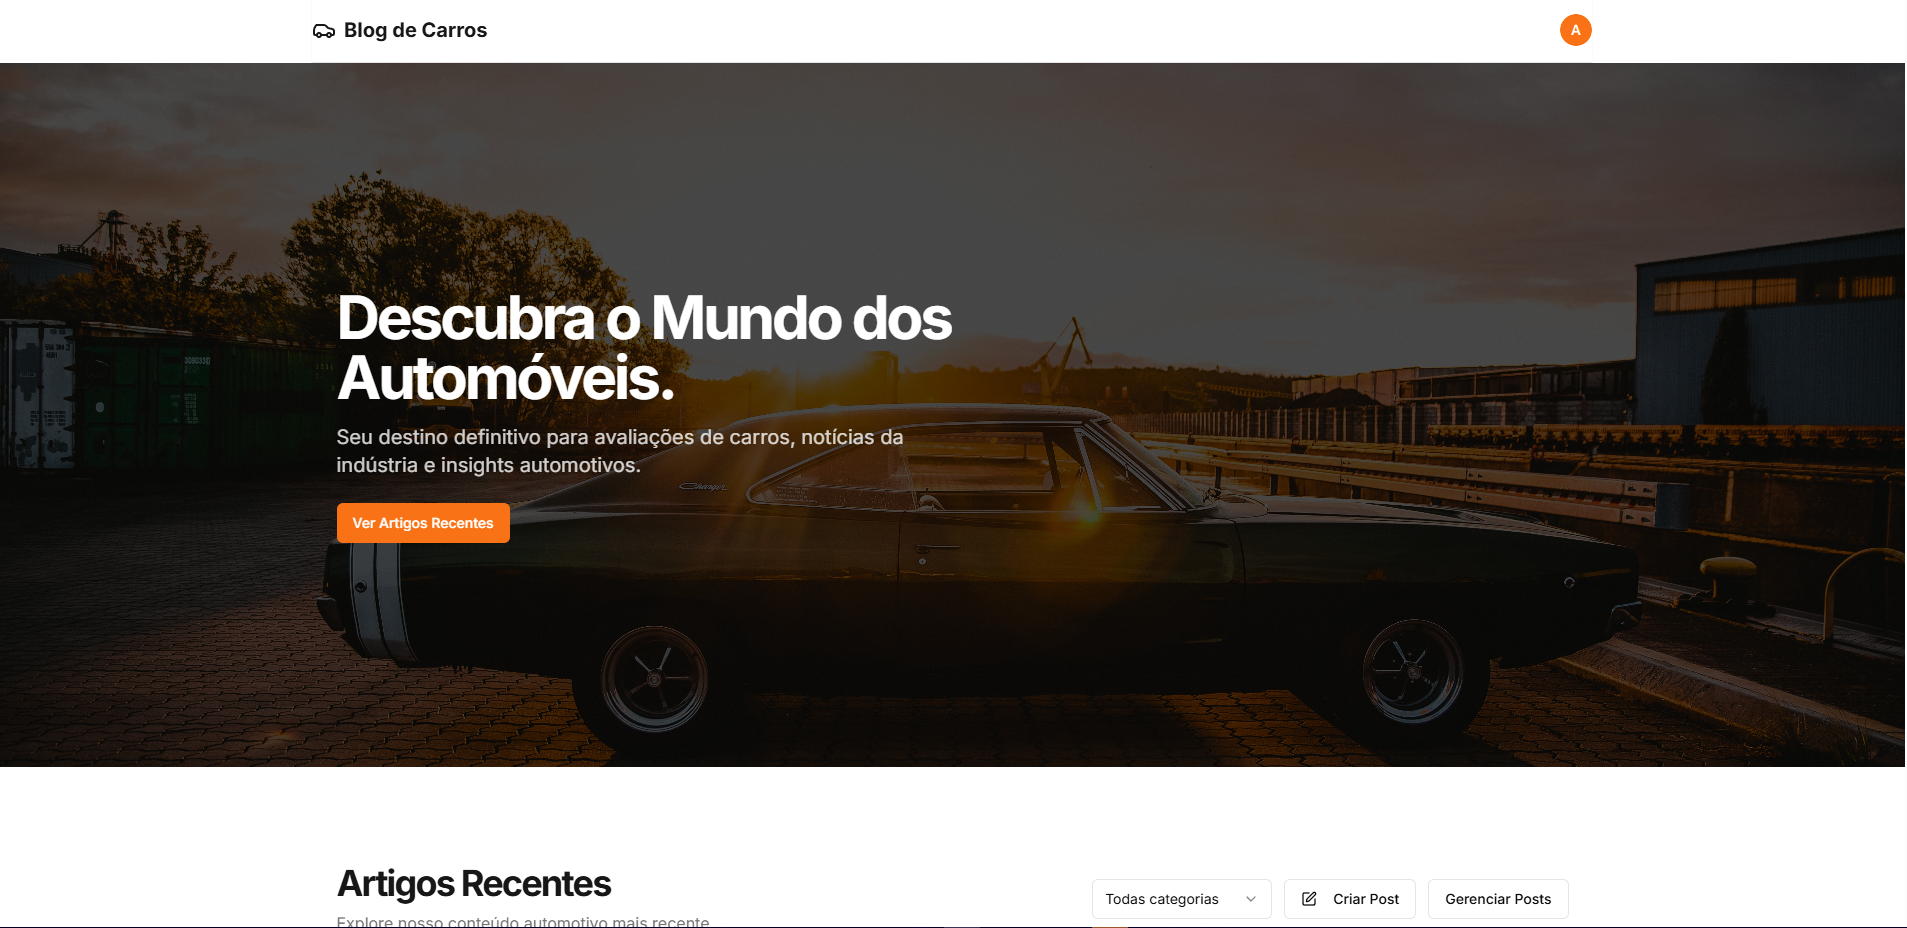 Blog de Carros
A
Descubra o Mundo dos
Automóveis.
Seu destino definitivo para avaliações de carros, notícias da
indústria e insights automotivos.
Charger
Ver Artigos Recentes
Artigos Recentes
Todas categorias
Criar Post
Gerenciar Posts
Explore nosso conteúdo automotivo mais recente